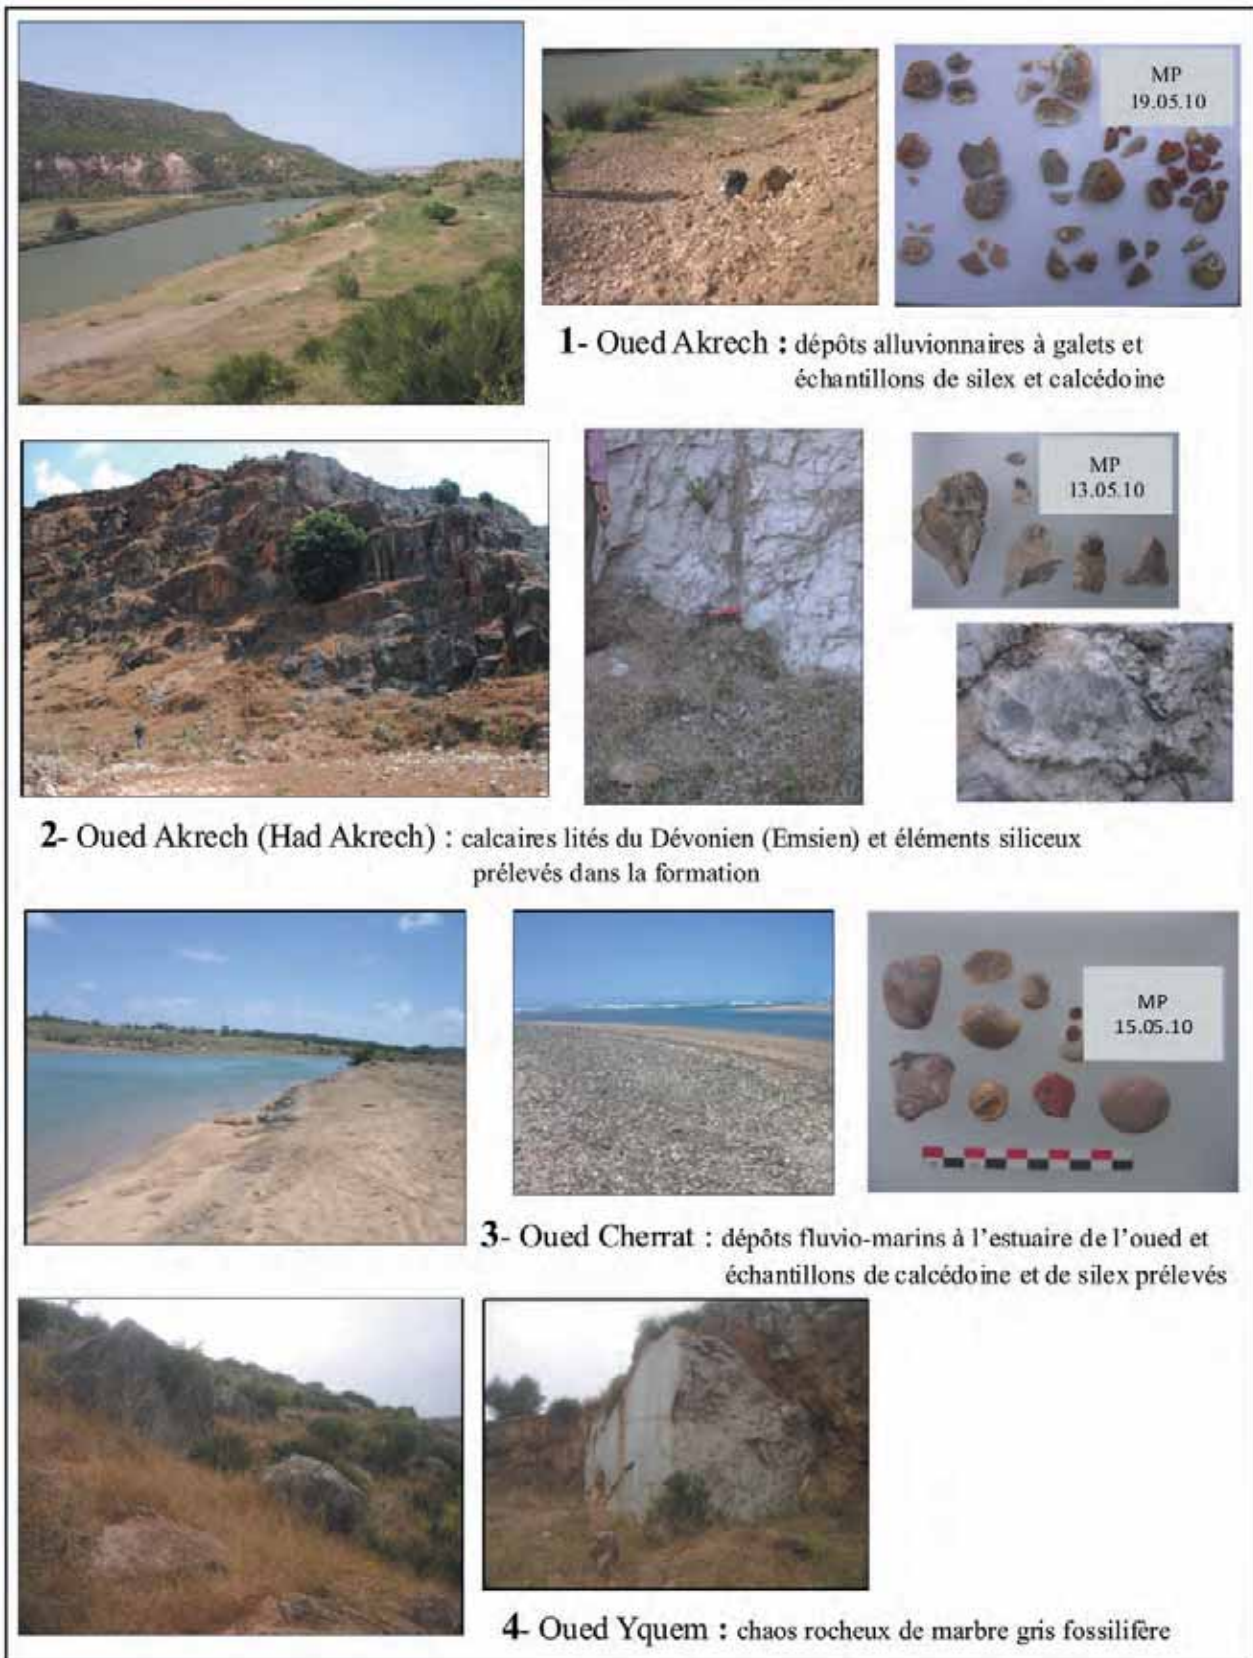 MP
19.05.10
1- Oued Akrech : dépôts alluvionnaires à galets et
échantillons de silex et calcédoine
MP
13.05.10
2- Oued Akrech (Had Akrech) : calcaires lités du Dévonien (Emsien) et éléments siliceux
prélevés dans la formation
MP
15.05.10
3- Oued Cherrat : dépôts fluvio-marins à l'estuaire de l'oued et
échantillons de calcédoine et de silex prélevés
4- Oued Yquem : chaos rocheux de marbre gris fossilifère